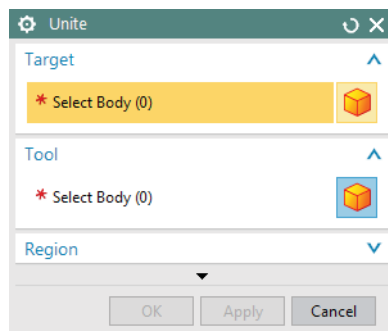 Unite
Target
* Select Body (0)
Tool
* Select Body (0)
Region
OK Apply Cancel